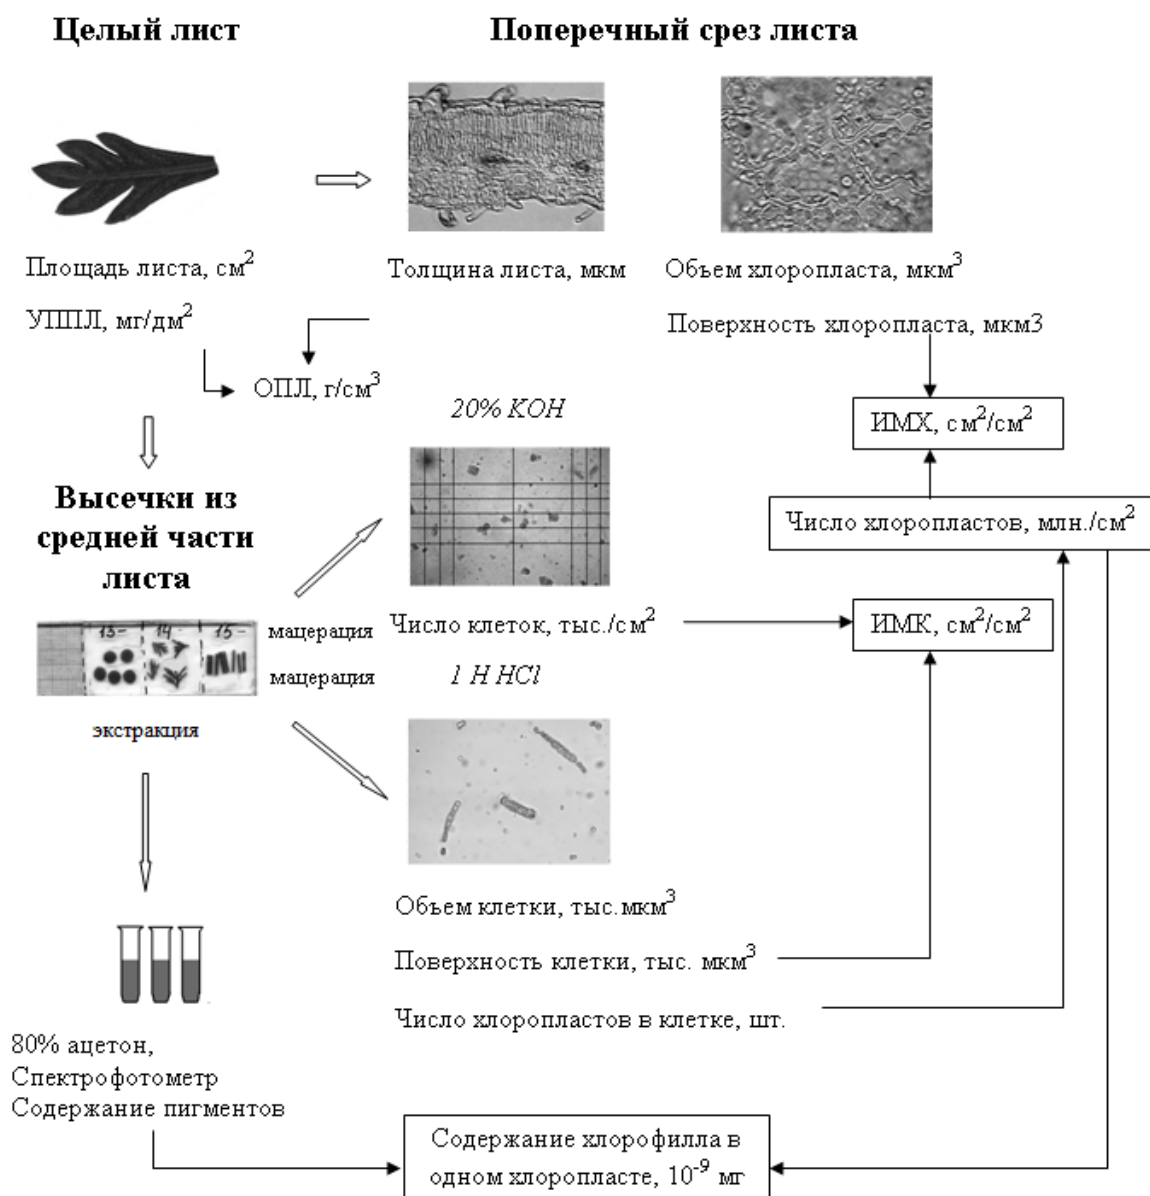 Целый лист
Поперечный срез листа
Площадь листа, см²
Толщина листа, мкм
Объем хлоропласта, мкм³
УППЛ, мг/дм²
Поверхность хлоропласта, мкм3
ОПЛ, г/см³
20% KOH
ИМХ, см²/см²
Высечки из
средней части
листа
Число хлоропластов, млн./см²
13-
14-
15-
мацерация
Число клеток, тыс./см²
ИМК, см²/см²
мацерация
1 Н HCl
экстракция
Объем клетки, тыс.мкм³
Поверхность клетки, тыс. мкм³
Число хлоропластов в клетке, шт.
80% ацетон,
Спектрофотометр
Содержание пигментов
Содержание хлорофилла в
одном хлоропласте, 10⁻⁹ мг